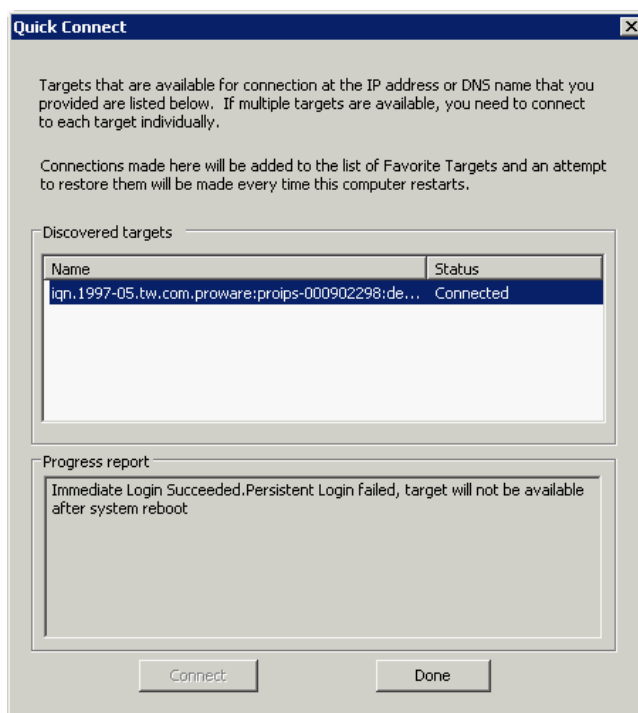 Quick Connect
Targets that are available for connection at the IP address or DNS name that you
provided are listed below.  If multiple targets are available, you need to connect
to each target individually.
Connections made here will be added to the list of Favorite Targets and an attempt
to restore them will be made every time this computer restarts.
Discovered targets
Name Status
iqn.1997-05.tw.com.proware:proips-000902298:de... Connected
Progress report
Immediate Login Succeeded.Persistent Login failed, target will not be available
after system reboot
Connect Done